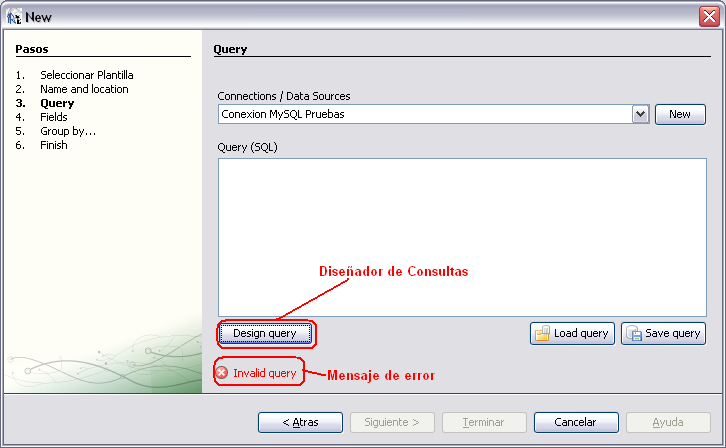 New
Pasos
1. Seleccionar Plantilla
2. Name and location
3. Query
4. Fields
5. Group by...
6. Finish
Query
Connections / Data Sources
Conexion MySQL Pruebas
New
Query (SQL)
Diseñador de Consultas
Design query
Load query
Save query
Invalid query
Mensaje de error
< Atras
Siguiente >
Terminar
Cancelar
Ayuda